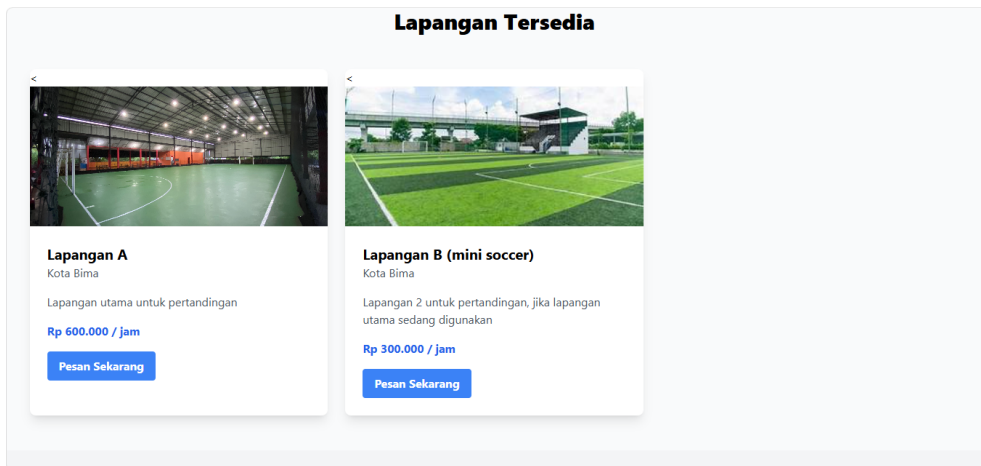 Lapangan Tersedia
<
<
Lapangan A
Kota Bima
Lapangan utama untuk pertandingan
Rp 600.000 / jam
Pesan Sekarang
Lapangan B (mini soccer)
Kota Bima
Lapangan 2 untuk pertandingan, jika lapangan
utama sedang digunakan
Rp 300.000 / jam
Pesan Sekarang